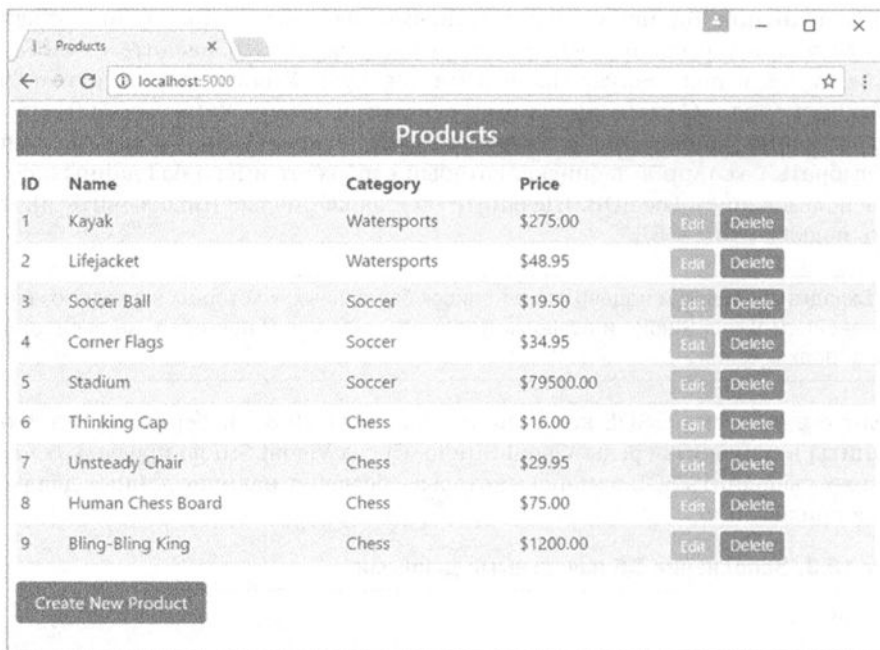 Products
localhost:5000
Products
ID Name Category Price
1 Kayak Watersports $275.00 Edit Delete
2 Lifejacket Watersports $48.95 Edit Delete
3 Soccer Ball Soccer $19.50 Edit Delete
4 Corner Flags Soccer $34.95 Edit Delete
5 Stadium Soccer $79500.00 Edit Delete
6 Thinking Cap Chess $16.00 Edit Delete
7 Unsteady Chair Chess $29.95 Edit Delete
8 Human Chess Board Chess $75.00 Edit Delete
9 Bling-Bling King Chess $1200.00 Edit Delete
Create New Product